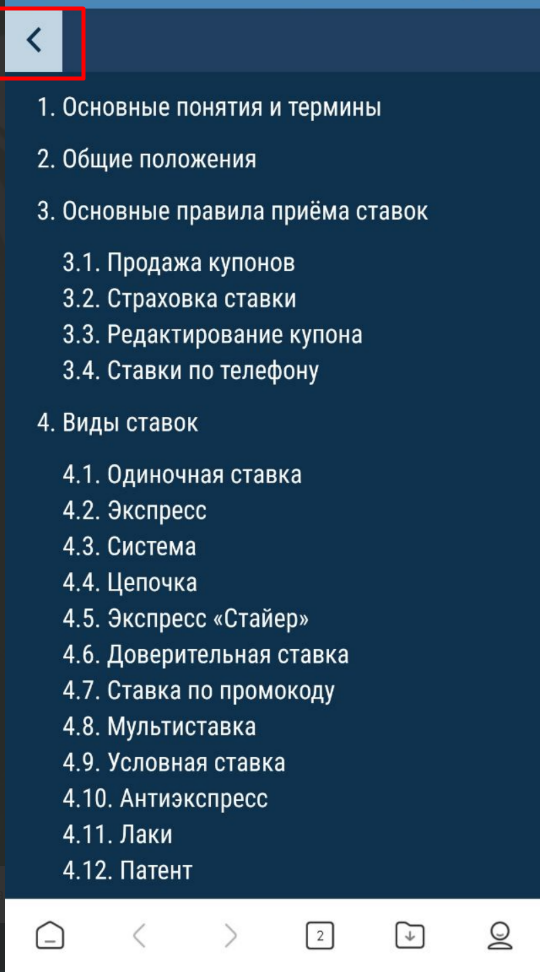 1. Основные понятия и термины
2. Общие положения
3. Основные правила приёма ставок
3.1. Продажа купонов
3.2. Страховка ставки
3.3. Редактирование купона
3.4. Ставки по телефону
4. Виды ставок
4.1. Одиночная ставка
4.2. Экспресс
4.3. Система
4.4. Цепочка
4.5. Экспресс «Стайер»
4.6. Доверительная ставка
4.7. Ставка по промокоду
4.8. Мультиставка
4.9. Условная ставка
4.10. Антиэкспресс
4.11. Лаки
4.12. Патент
2